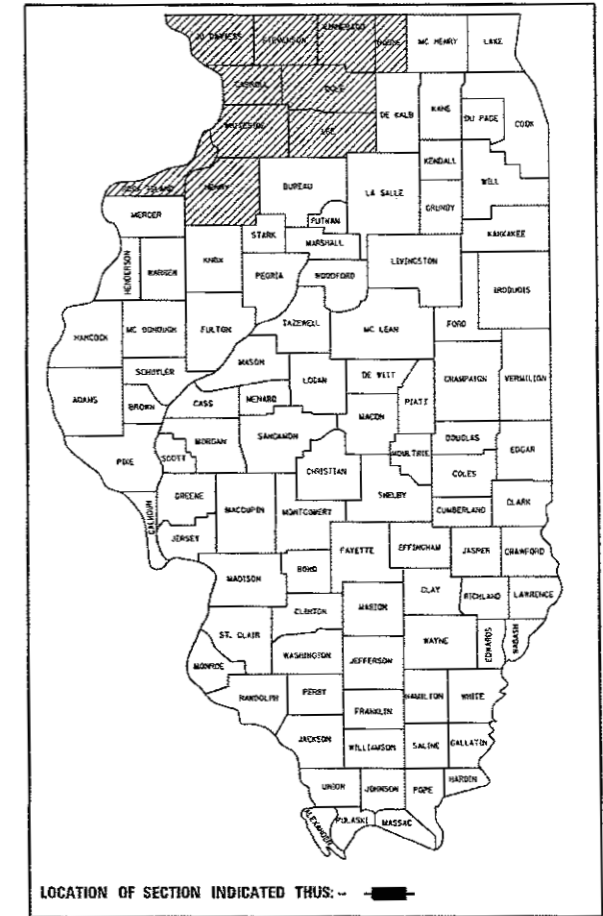 JO DAVIESS STEPHENSON WINNEBAGO BOONE MC HENRY LAKE
CARROLL OGLE DE KALB KANE DU PAGE COOK
WHITESIDE LEE KENDALL WILL
ROCK ISLAND HENRY BUREAU LA SALLE GRUNDY
MERCER PUTNAM KANKAKEE
STARK MARSHALL
HENDERSON WARREN KNOX PEORIA WOODFORD LIVINGSTON IROQUOIS
HANCOCK MC DONOUGH FULTON TAZEWELL MC LEAN FORD
SCHUYLER MASON LOGAN DE WITT CHAMPAIGN VERMILION
ADAMS BROWN CASS MENARD MACON PIATT
PIKE SCOTT MORGAN SANGAMON CHRISTIAN MOULTRIE DOUGLAS EDGAR
COLES
CALHOUN GREENE MACOUPIN MONTGOMERY SHELBY CUMBERLAND CLARK
JERSEY FAYETTE EFFINGHAM JASPER CRAWFORD
MADISON BOND CLAY RICHLAND LAWRENCE
CLINTON MARION
ST. CLAIR WAYNE EDWARDS WABASH
MONROE WASHINGTON JEFFERSON
RANDOLPH PERRY HAMILTON WHITE
FRANKLIN
JACKSON WILLIAMSON SALINE GALLATIN
UNION JOHNSON POPE HARDIN
ALEXANDER PULASKI MASSAC
LOCATION OF SECTION INDICATED THUS: --